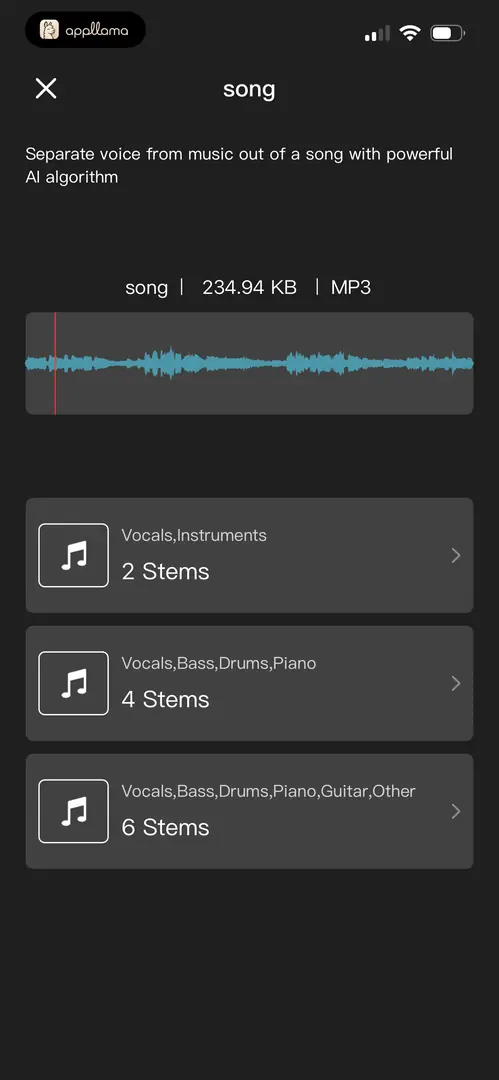 appllama
song
Separate voice from music out of a song with powerful
AI algorithm
song | 234.94 KB | MP3
Vocals,Instruments
2 Stems
Vocals,Bass,Drums,Piano
4 Stems
Vocals,Bass,Drums,Piano,Guitar,Other
6 Stems